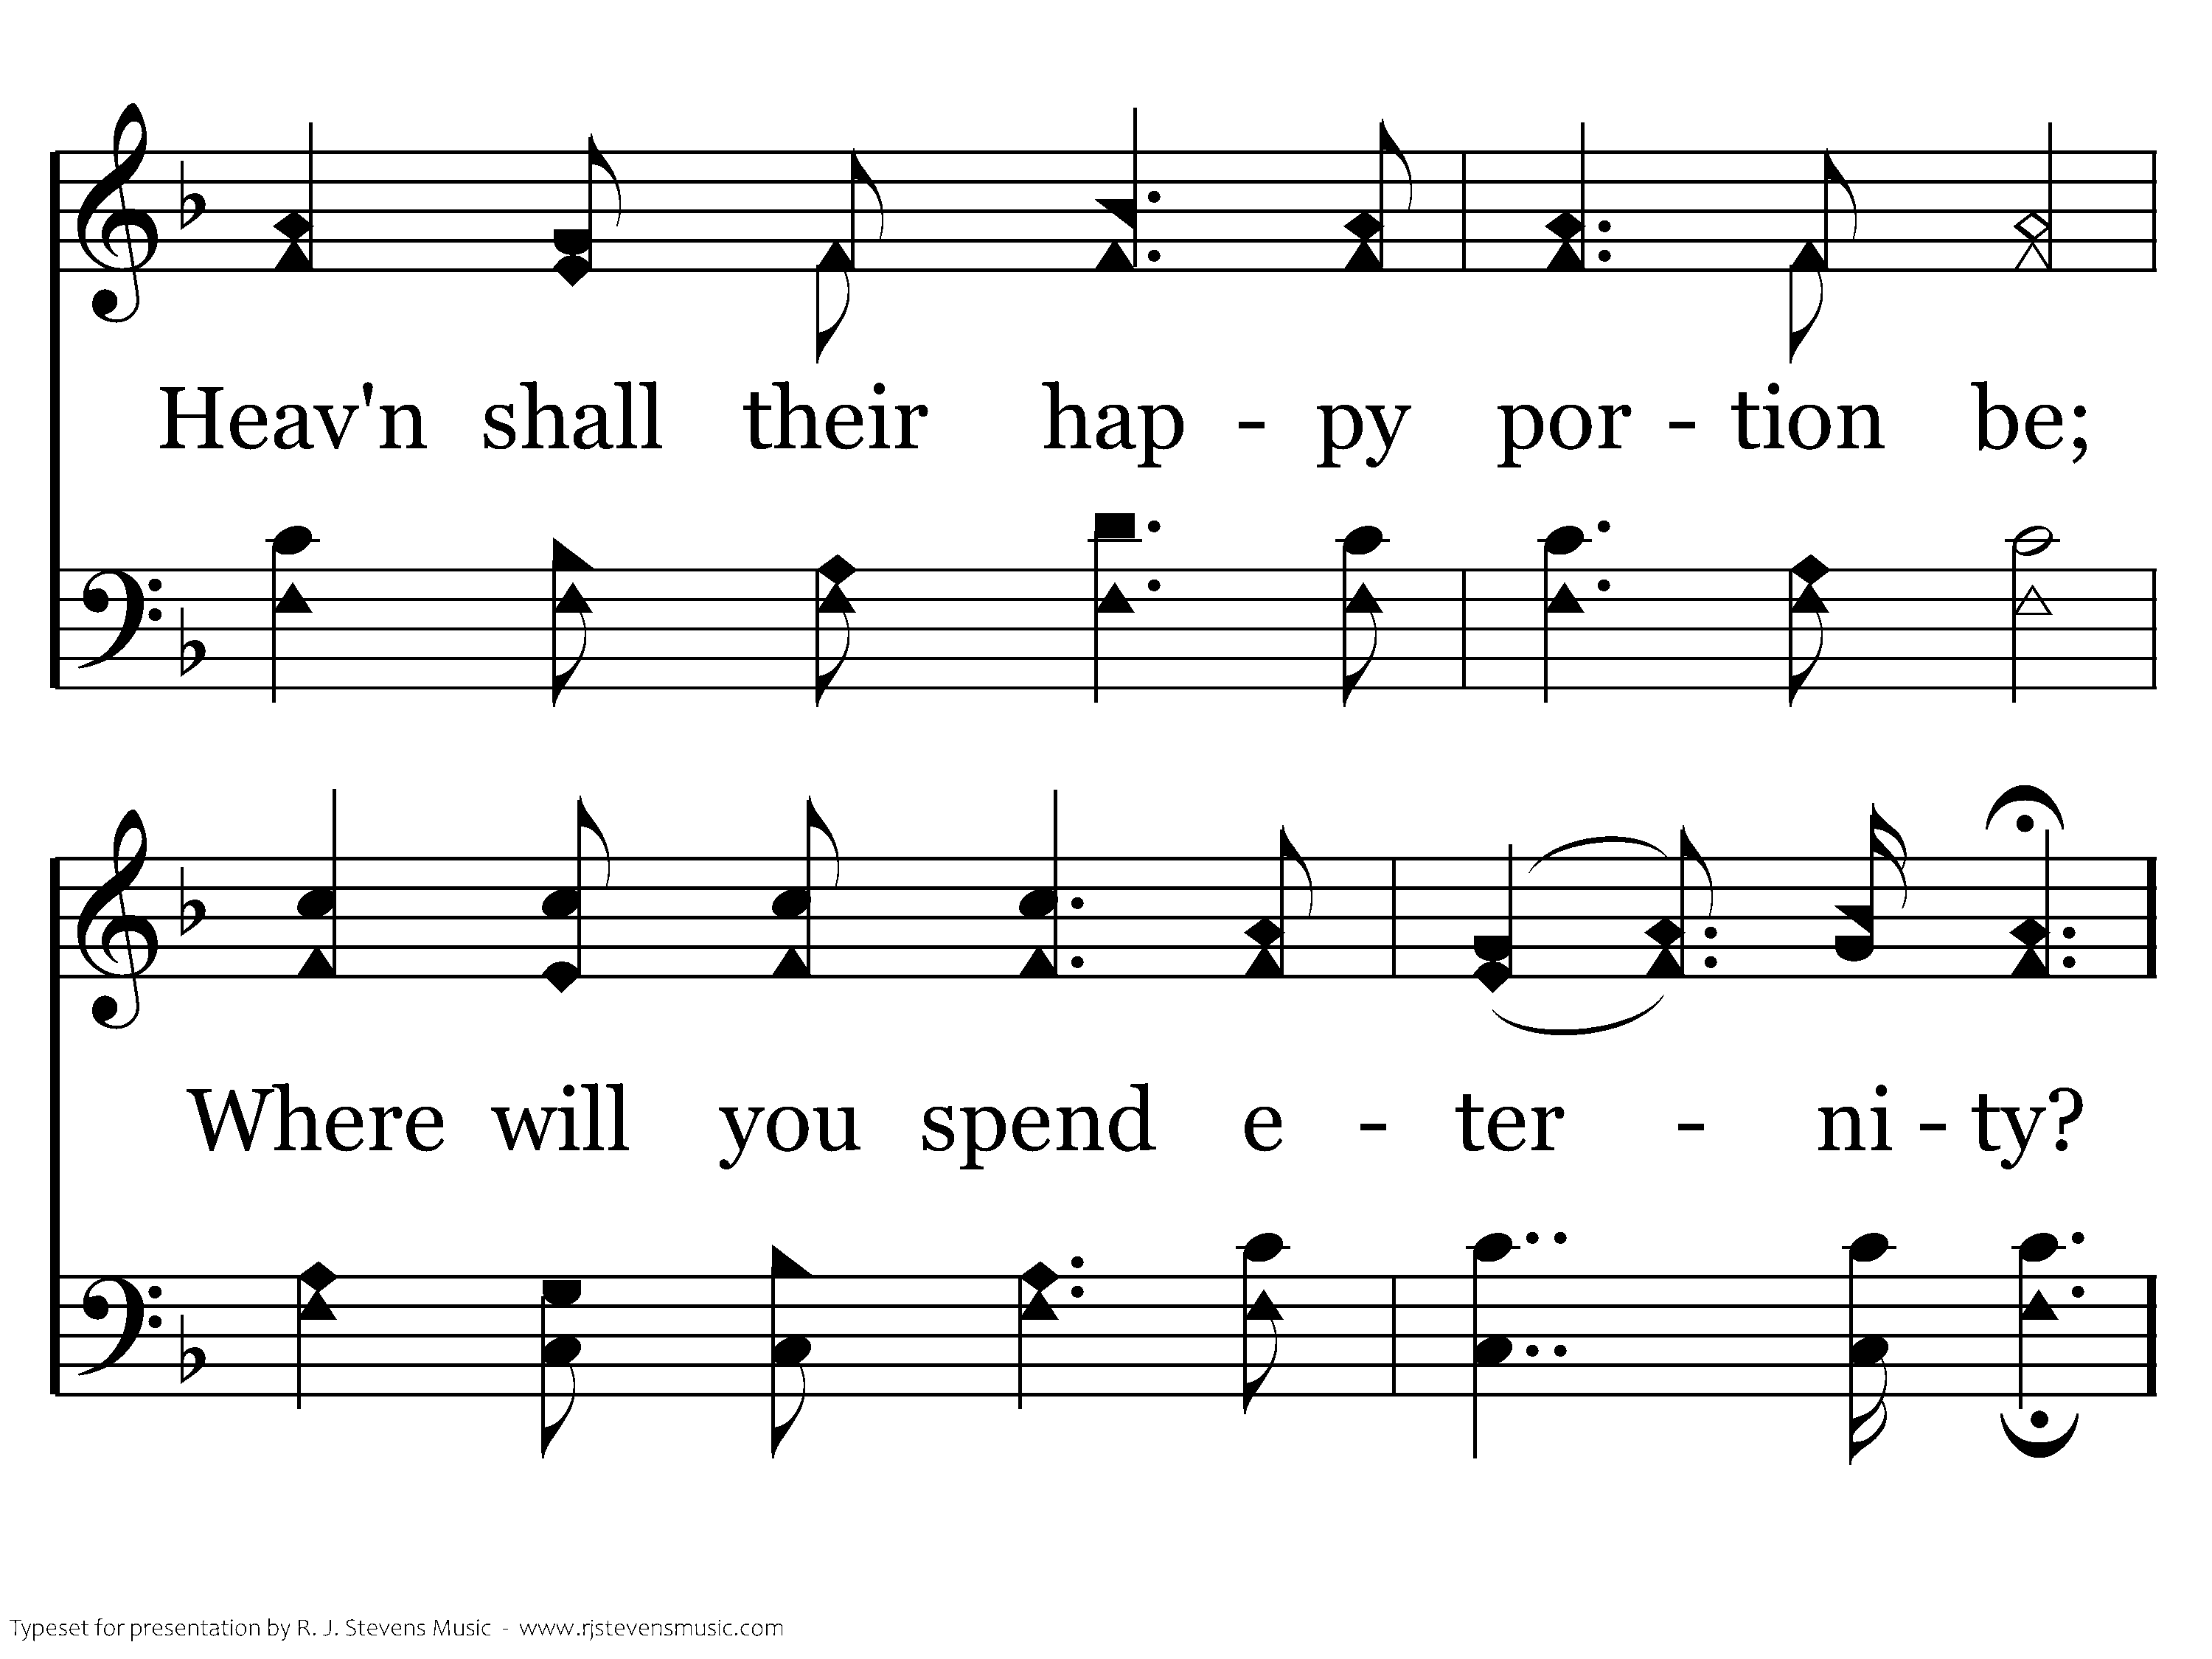 Heav'n shall their hap - py por - tion be;
Where will you spend e - ter - ni - ty?
Typeset for presentation by R. J. Stevens Music - www.rjstevensmusic.com